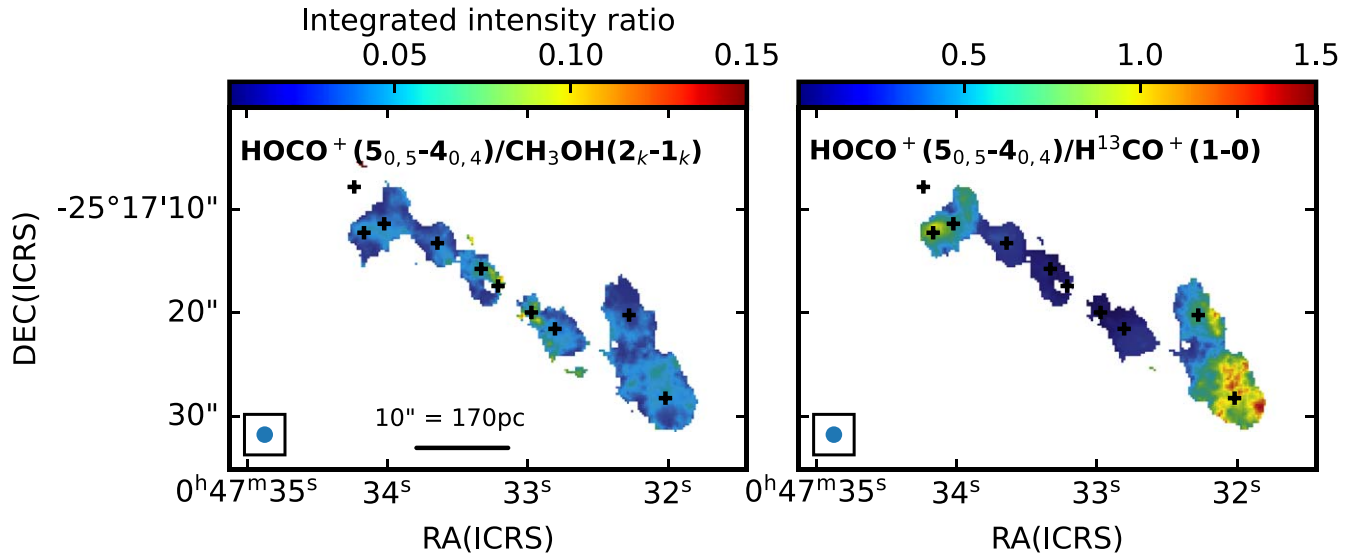 Integrated intensity ratio
0.05 0.10 0.15
0.5 1.0 1.5
HOCO⁺(5₀,₅-4₀,₄)/CH₃OH(2ₖ-1ₖ)
HOCO⁺(5₀,₅-4₀,₄)/H¹³CO⁺(1-0)
-25°17'10"
20"
30"
DEC(ICRS)
10" = 170pc
0ʰ47ᵐ35ˢ 34ˢ 33ˢ 32ˢ
RA(ICRS)
0ʰ47ᵐ35ˢ 34ˢ 33ˢ 32ˢ
RA(ICRS)